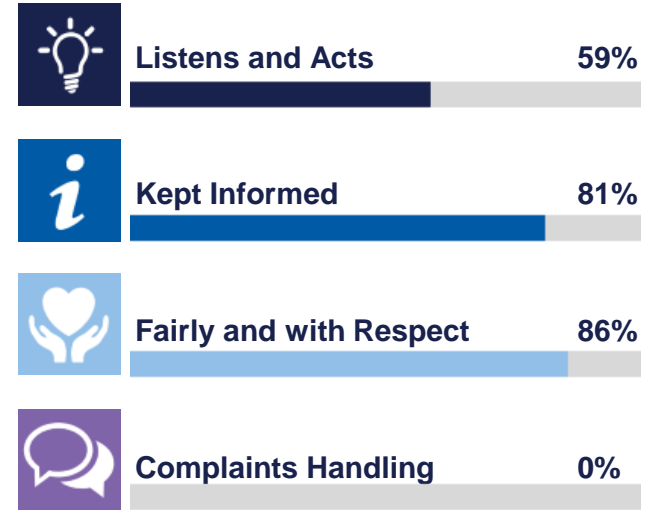 Listens and Acts 59%
Kept Informed 81%
Fairly and with Respect 86%
Complaints Handling 0%